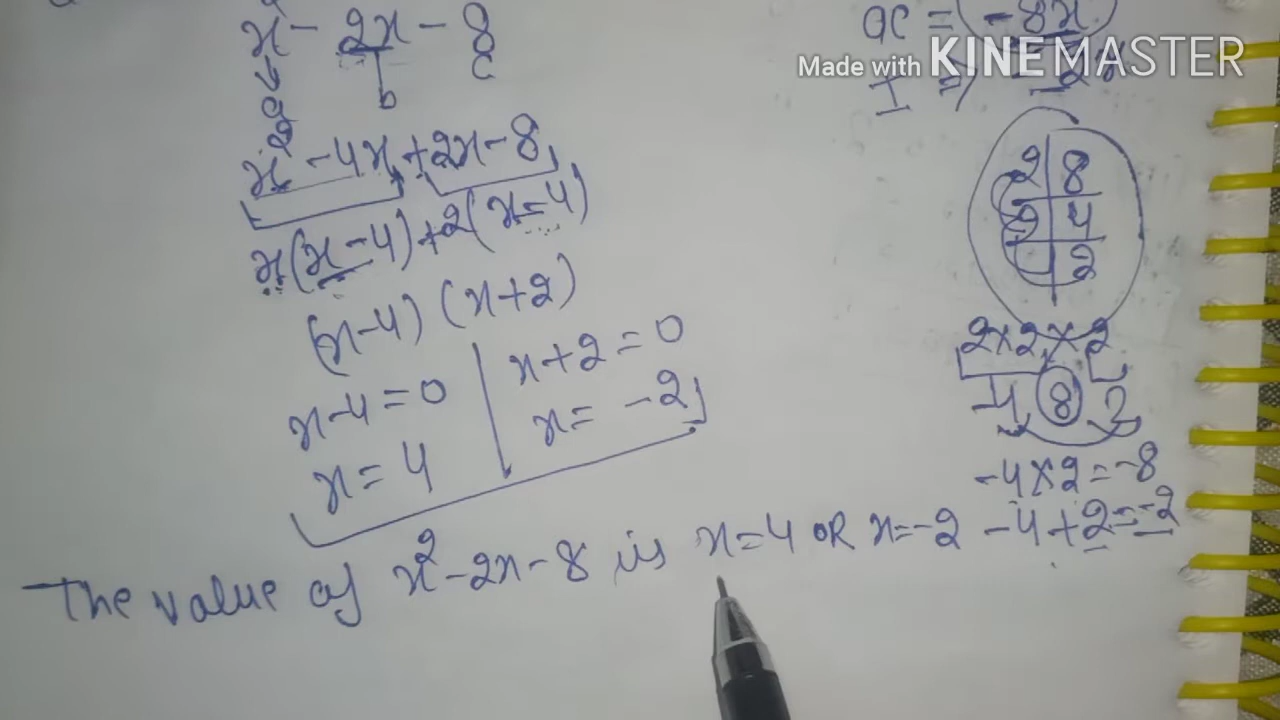 x² - 2x - 8
b
c
x² - 4x + 2x - 8
x(x - 4) + 2(x - 4)
(x - 4) (x + 2)
x - 4 = 0
x = 4
x + 2 = 0
x = -2
The value of x² - 2x - 8 is x = 4 OR x = -2
ac = -8x
Made with KINEMASTER
2 8
2 4
2
2 × 2 × 2
-4 8 2
-4 × 2 = -8
-4 + 2 = -2